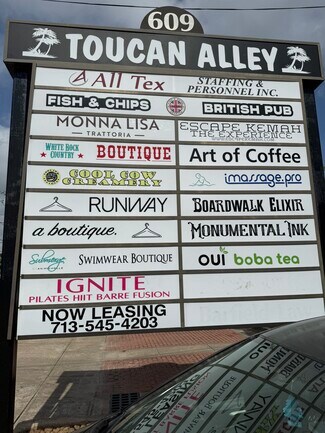 609
TOUCAN ALLEY
All Tex STAFFING & PERSONNEL INC.
FISH & CHIPS BRITISH PUB
MONNA LISA
TRATTORIA
ESCAPE KEMAH
THE EXPERIENCE
WHITE ROCK COUNTRY BOUTIQUE
Art of Coffee
COOL COW CREAMERY
imassage.pro
RUNWAY
BOARDWALK ELIXIR
a boutique.
MONUMENTAL INK
Submerge SWIMWEAR BOUTIQUE
OUI boba tea
IGNITE
PILATES HIIT BARRE FUSION
NOW LEASING
713-545-4203